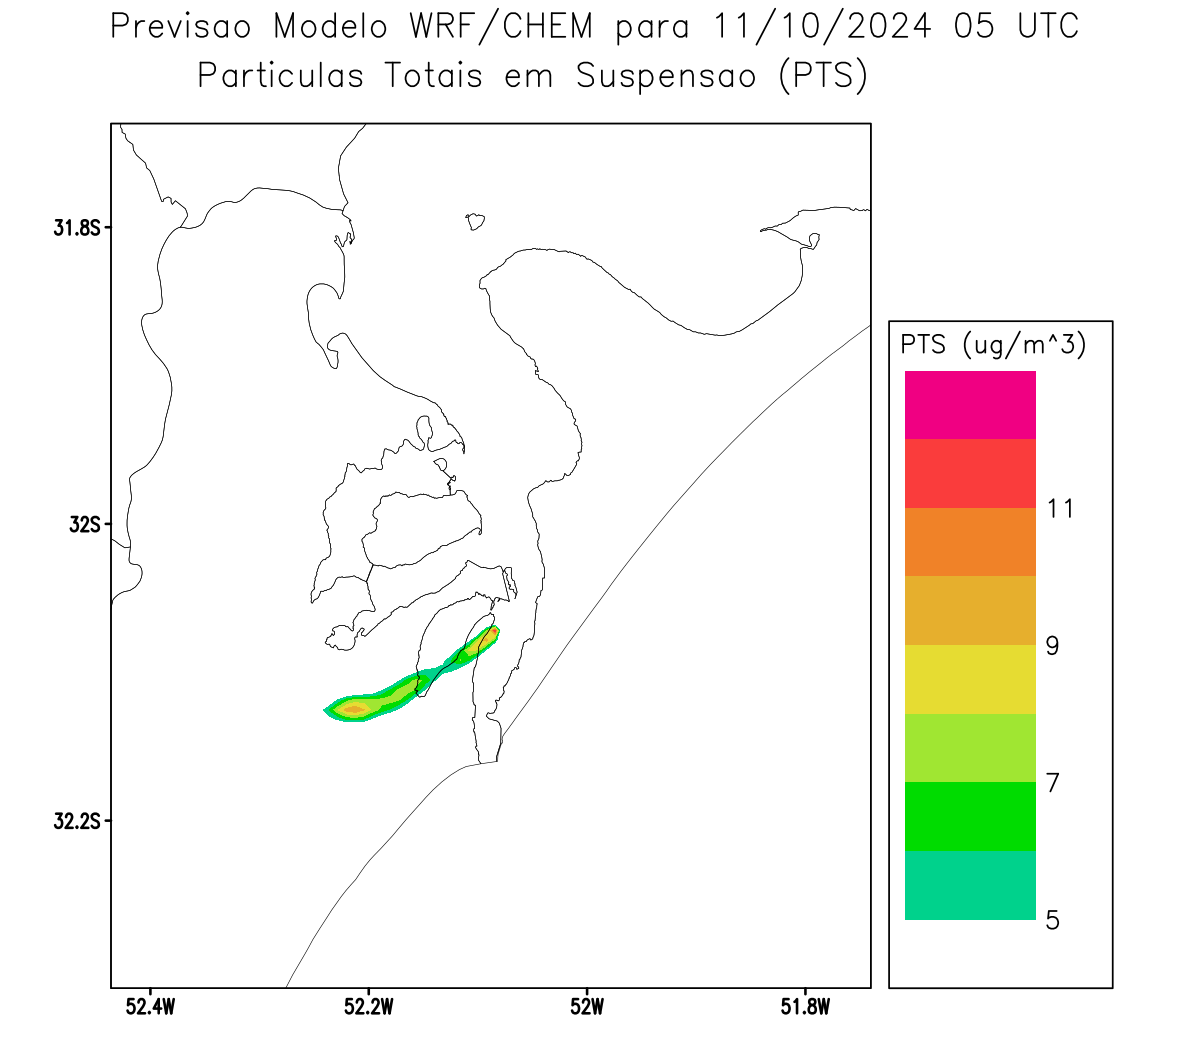 Previsao Modelo WRF/CHEM para 11/10/2024 05 UTC
Particulas Totais em Suspensao (PTS)
31.8S
32S
32.2S
52.4W
52.2W
52W
51.8W
PTS (ug/m^3)
11
9
7
5